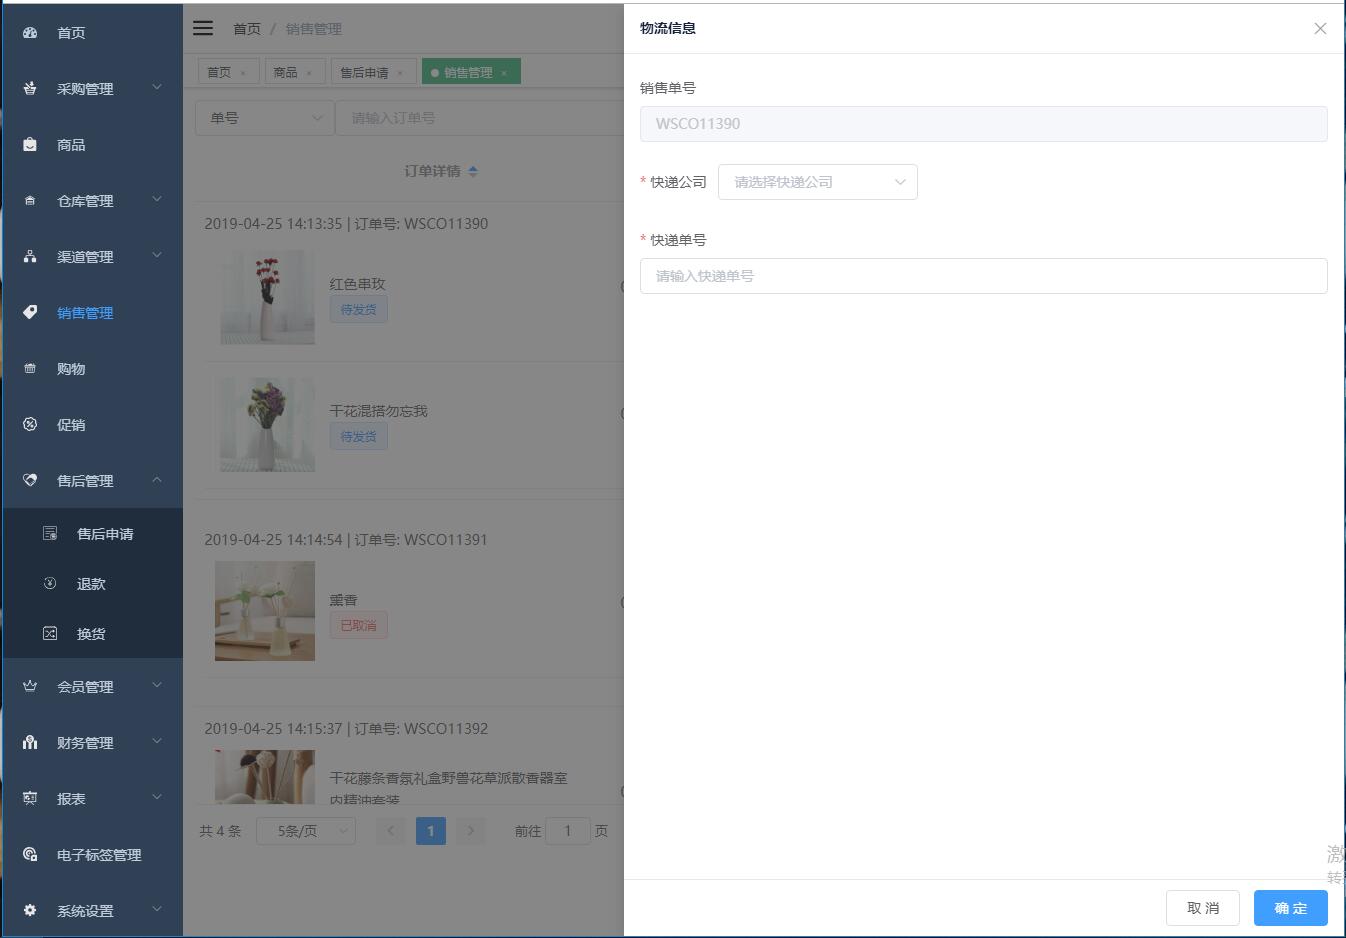 首页
采购管理
商品
仓库管理
渠道管理
销售管理
购物
促销
售后管理
售后申请
退款
换货
会员管理
财务管理
报表
电子标签管理
系统设置
首页 / 销售管理
首页 × 商品 × 售后申请 × 销售管理 ×
单号 请输入订单号
订单详情
2019-04-25 14:13:35 | 订单号: WSCO11390
红色串玫
待发货
干花混搭勿忘我
待发货
2019-04-25 14:14:54 | 订单号: WSCO11391
熏香
已取消
2019-04-25 14:15:37 | 订单号: WSCO11392
干花藤条香氛礼盒野兽花草派散香器室
内精油套装
共 4 条 5条/页 1 前往 1 页
物流信息
销售单号
WSCO11390
* 快递公司 请选择快递公司
* 快递单号
请输入快递单号
激
转
取 消 确 定